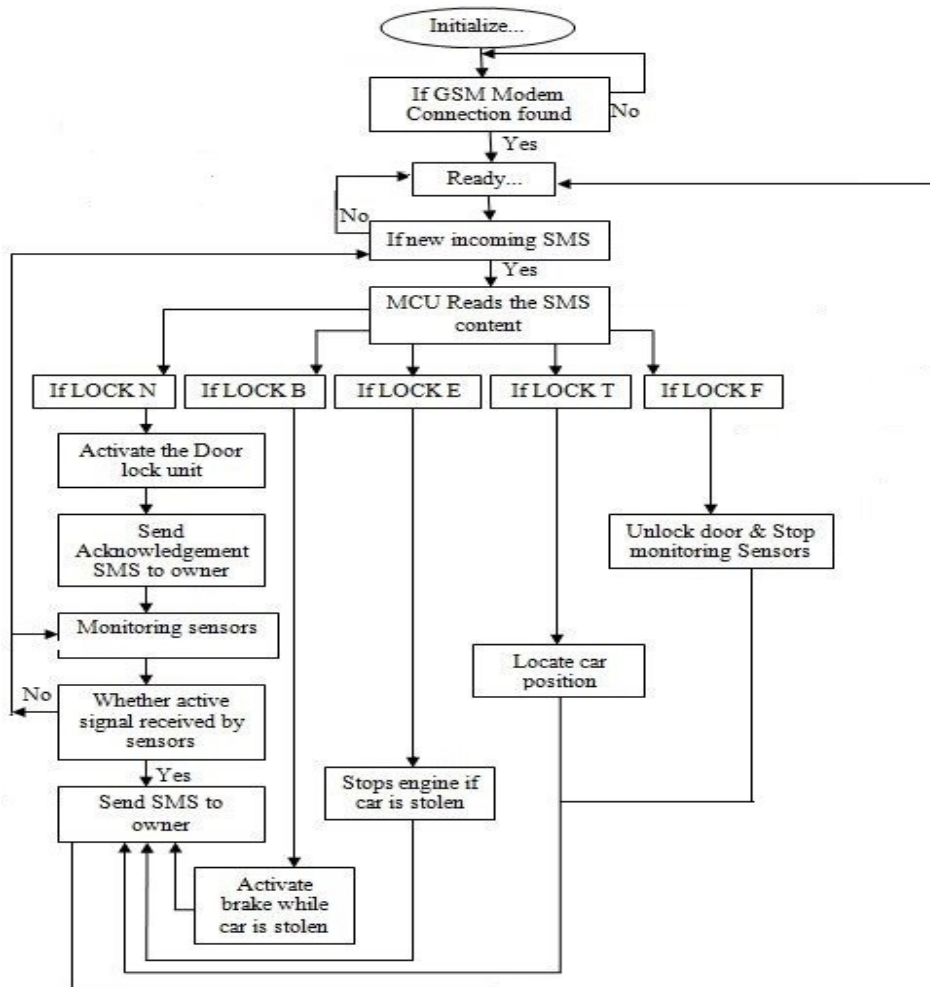 Initialize...
If GSM Modem
Connection found
No
Yes
Ready...
No
If new incoming SMS
Yes
MCU Reads the SMS
content
If LOCK N
If LOCK B
If LOCK E
If LOCK T
If LOCK F
Activate the Door
lock unit
Send
Acknowledgement
SMS to owner
Unlock door & Stop
monitoring Sensors
Monitoring sensors
Locate car
position
No
Whether active
signal received by
sensors
Yes
Stops engine if
car is stolen
Send SMS to
owner
Activate
brake while
car is stolen